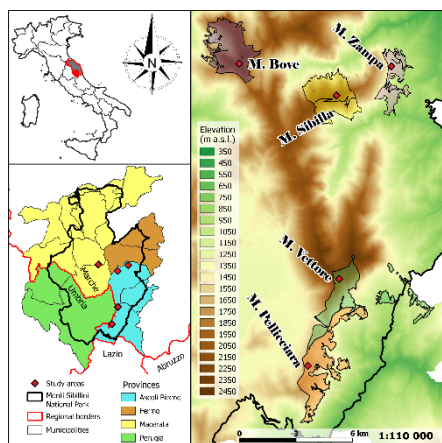 N
M. Bove
M. Zampa
M. Sibilla
M. Vettore
M. Pellicciara
Elevation
(m a.s.l.)
350
450
550
650
750
850
950
1050
1150
1250
1350
1450
1550
1650
1750
1850
1950
2050
2150
2250
2350
2450
0 3 6 km
1:110 000
Marche
Umbria
Lazio
Abruzzo
Study areas
Monti Sibillini
National Park
Regional borders
Municipalities
Provinces
Ascoli Piceno
Fermo
Macerata
Perugia